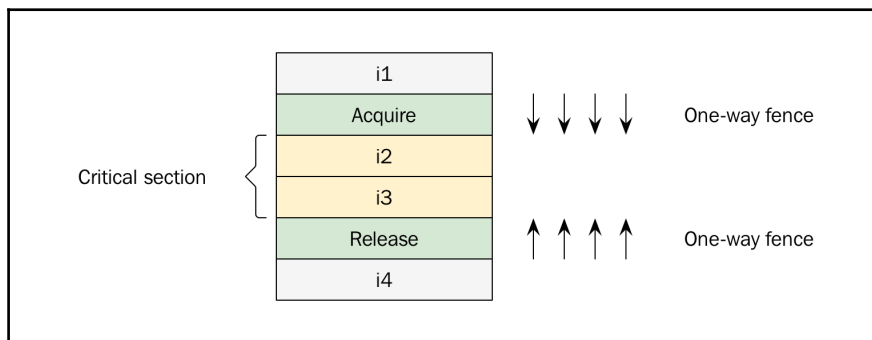 i1
Acquire
One-way fence
i2
Critical section
i3
Release
One-way fence
i4